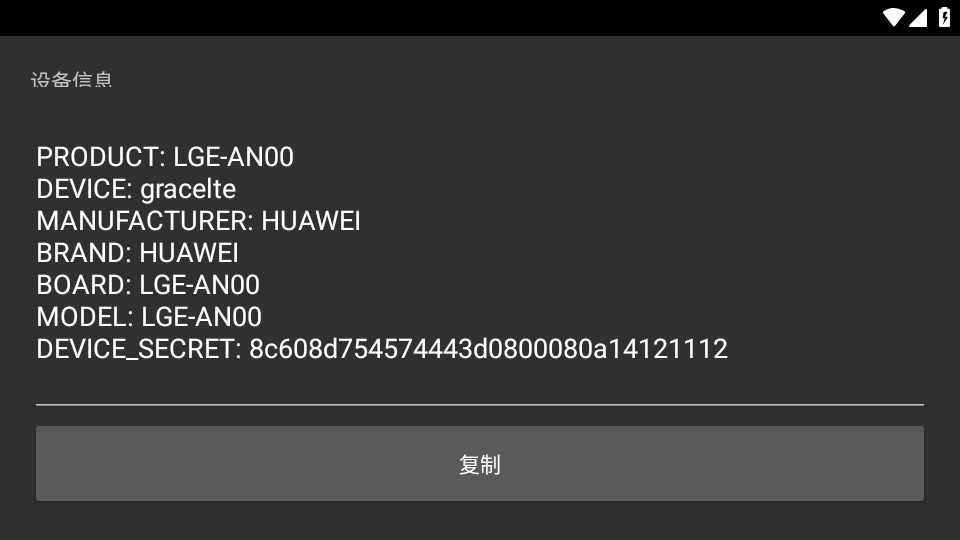 设备信息
PRODUCT: LGE-AN00
DEVICE: gracelte
MANUFACTURER: HUAWEI
BRAND: HUAWEI
BOARD: LGE-AN00
MODEL: LGE-AN00
DEVICE_SECRET: 8c608d754574443d0800080a14121112
复制